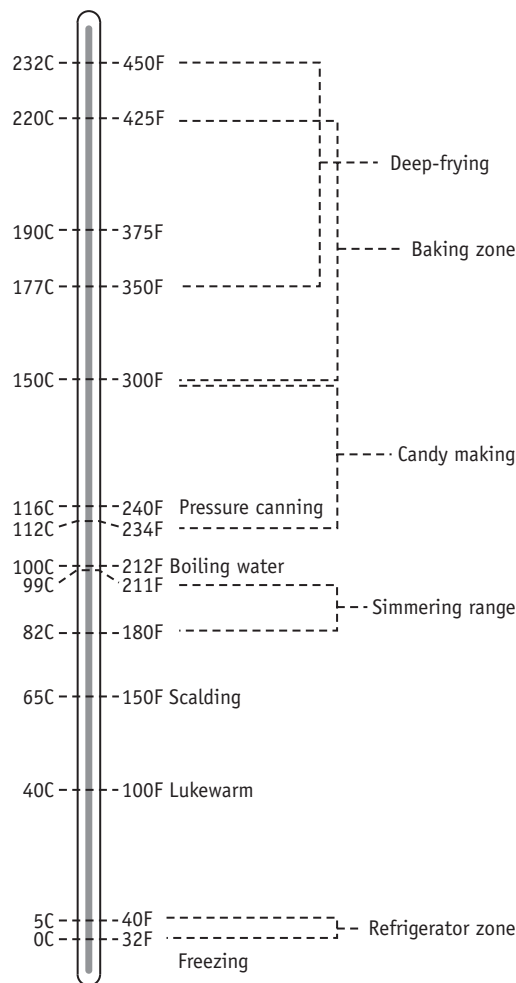 232C 450F
220C 425F
Deep-frying
190C 375F
Baking zone
177C 350F
150C 300F
Candy making
116C 240F Pressure canning
112C 234F
100C 212F Boiling water
99C 211F
Simmering range
82C 180F
65C 150F Scalding
40C 100F Lukewarm
5C 40F
Refrigerator zone
0C 32F
Freezing